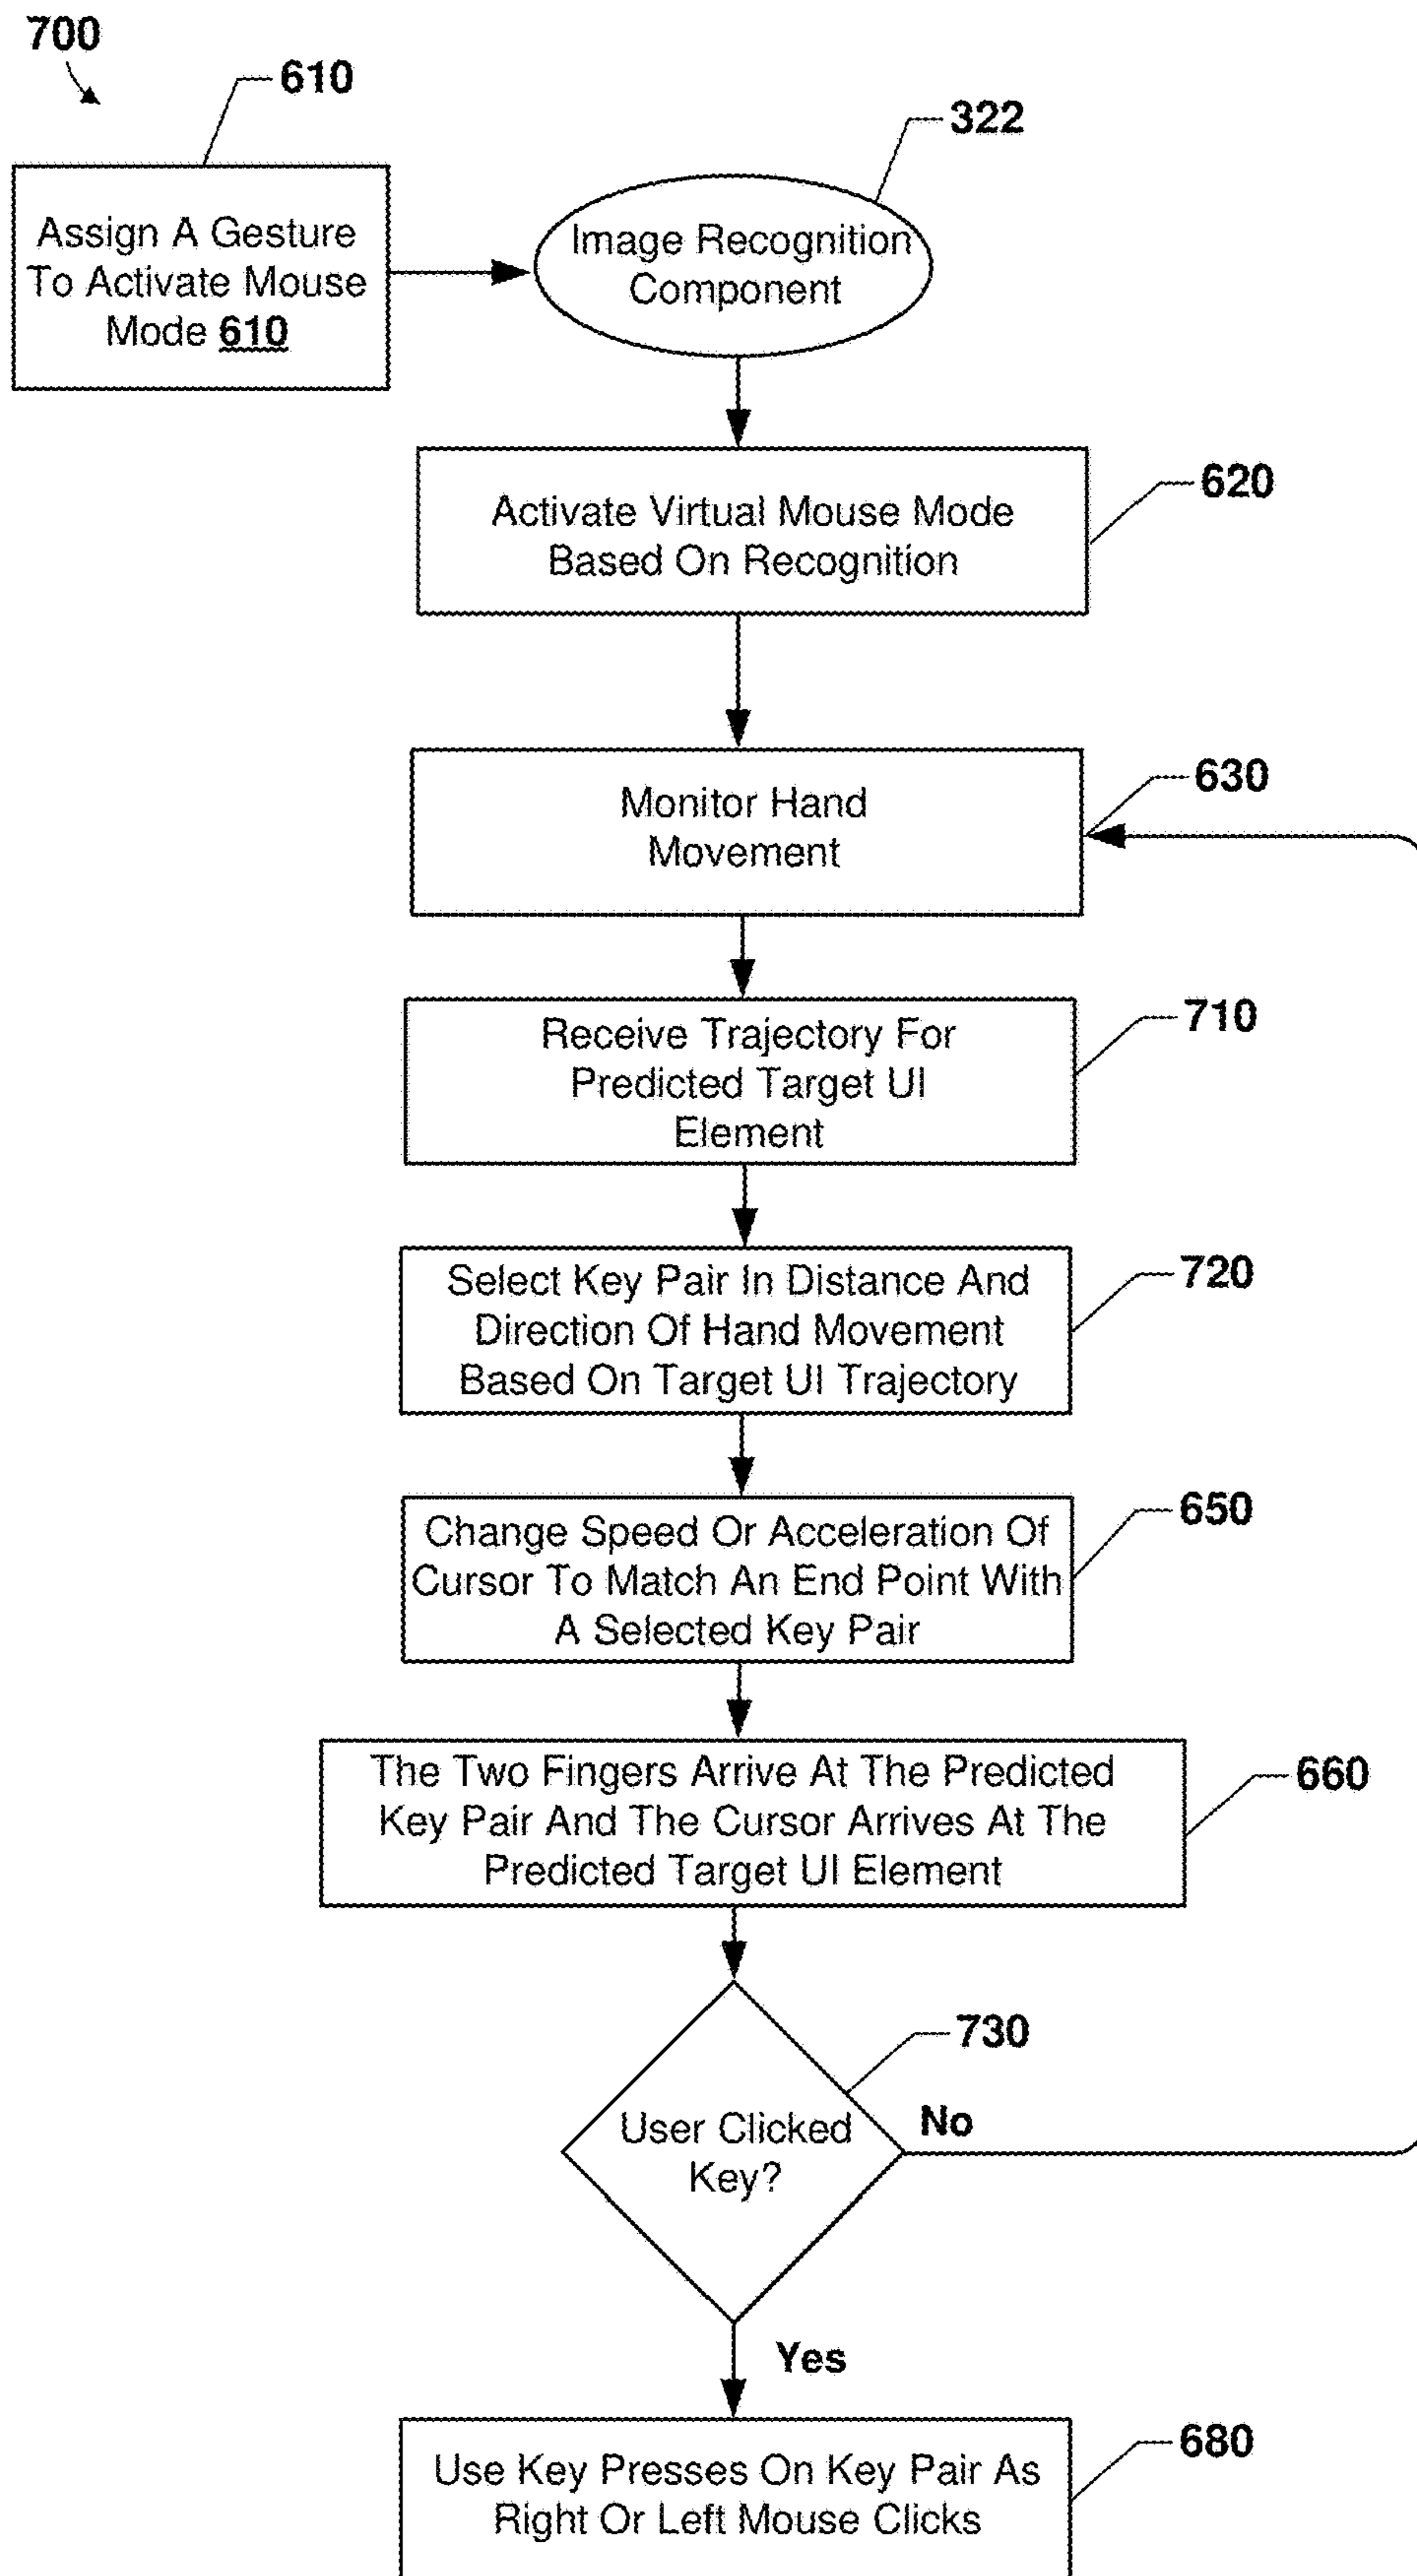 700
610
322
Assign A Gesture
To Activate Mouse
Mode 610
Image Recognition
Component
620
Activate Virtual Mouse Mode
Based On Recognition
630
Monitor Hand
Movement
710
Receive Trajectory For
Predicted Target UI
Element
720
Select Key Pair In Distance And
Direction Of Hand Movement
Based On Target UI Trajectory
650
Change Speed Or Acceleration Of
Cursor To Match An End Point With
A Selected Key Pair
660
The Two Fingers Arrive At The Predicted
Key Pair And The Cursor Arrives At The
Predicted Target UI Element
730
User Clicked
Key?
No
Yes
680
Use Key Presses On Key Pair As
Right Or Left Mouse Clicks